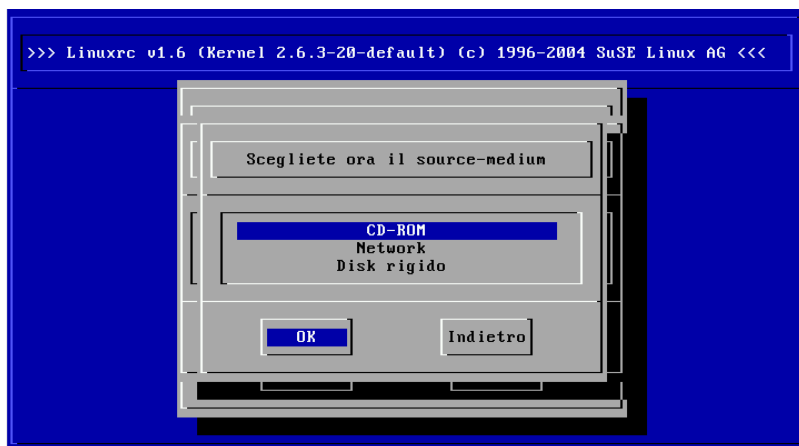 >>> Linuxrc v1.6 (Kernel 2.6.3-20-default) (c) 1996-2004 SuSE Linux AG <<<
Scegliete ora il source-medium
CD-ROM
Network
Disk rigido
OK Indietro